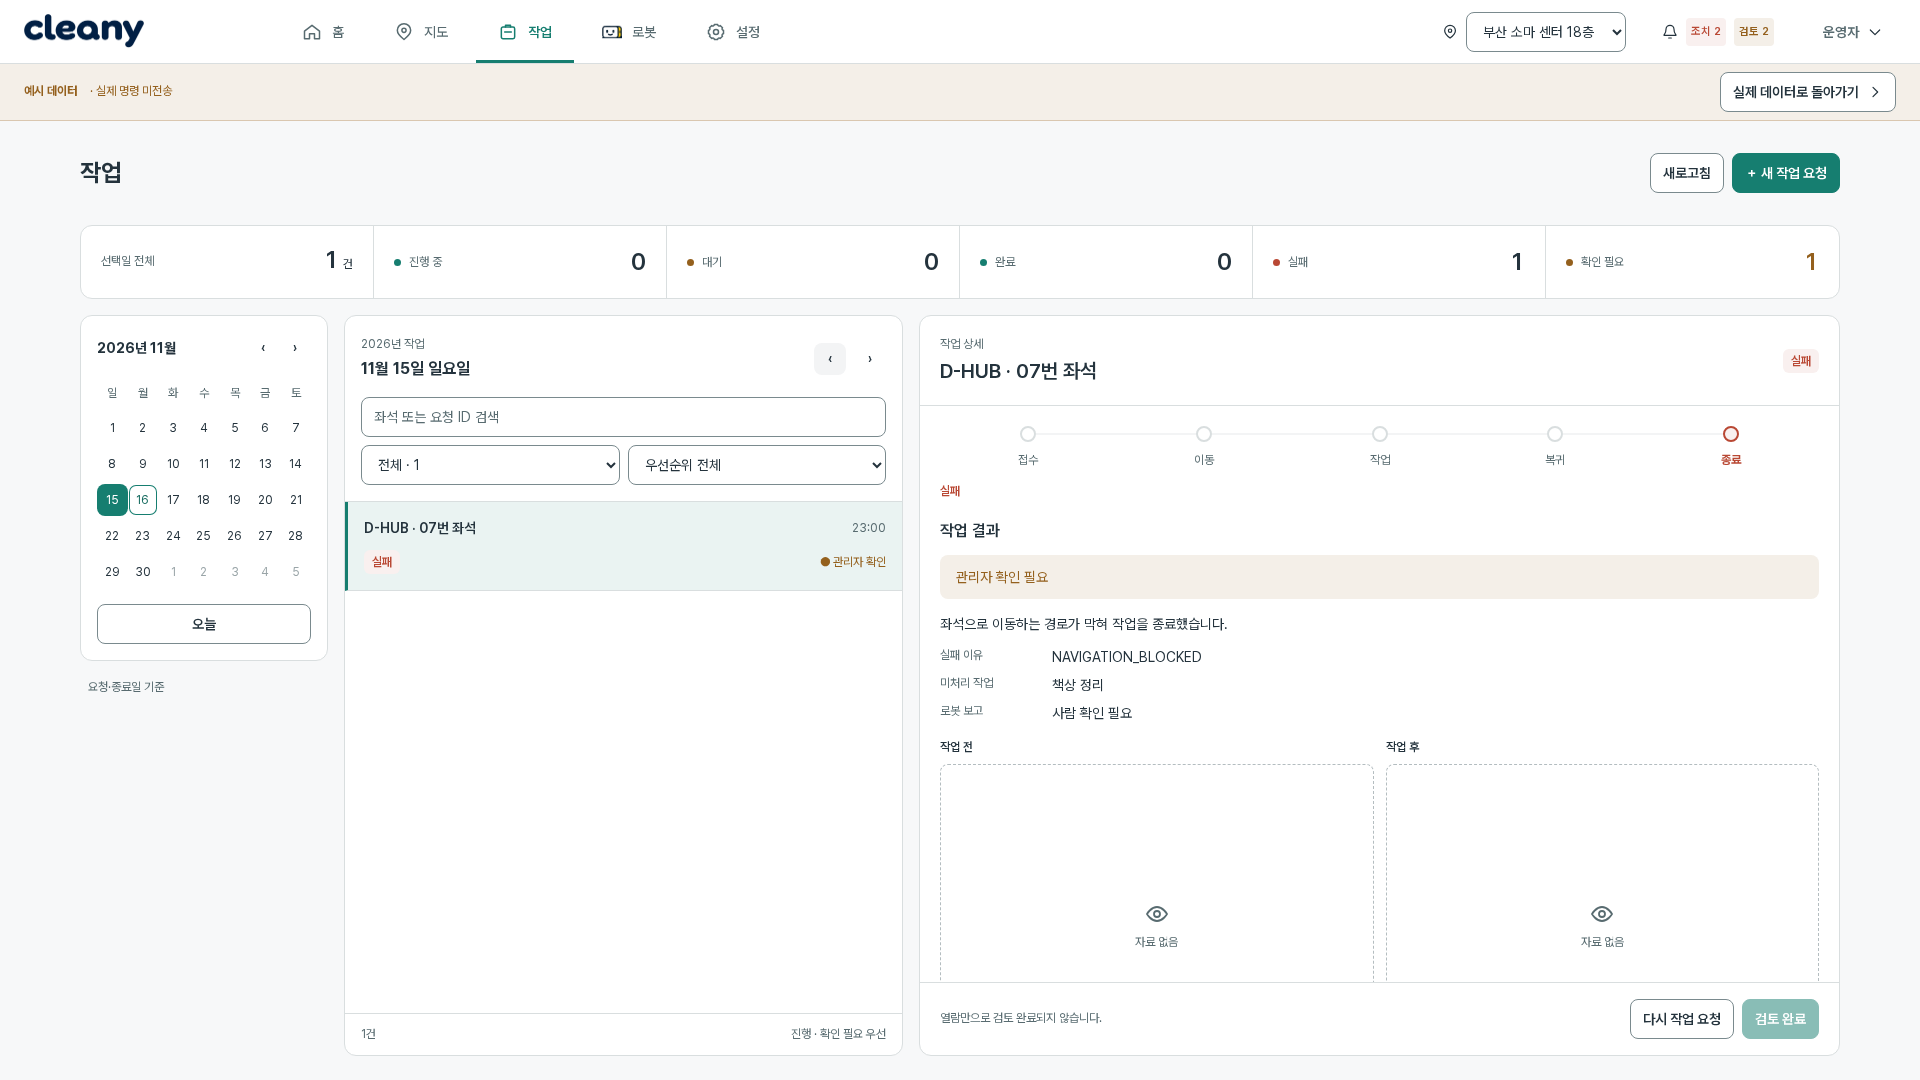 cleany
홈
지도
작업
로봇
설정
부산 소마 센터 18층
조치 2
검토 2
운영자
예시 데이터 · 실제 명령 미전송
실제 데이터로 돌아가기
작업
새로고침
+ 새 작업 요청
선택일 전체 1 건
진행 중 0
대기 0
완료 0
실패 1
확인 필요 1
2026년 11월 ‹ ›
일 월 화 수 목 금 토
1 2 3 4 5 6 7
8 9 10 11 12 13 14
15 16 17 18 19 20 21
22 23 24 25 26 27 28
29 30 1 2 3 4 5
오늘
요청·종료일 기준
2026년 작업
11월 15일 일요일
‹ ›
좌석 또는 요청 ID 검색
전체 · 1
우선순위 전체
D-HUB · 07번 좌석 23:00
실패 관리자 확인
1건 진행 · 확인 필요 우선
작업 상세
D-HUB · 07번 좌석
실패
접수 이동 작업 복귀 종료
실패
작업 결과
관리자 확인 필요
좌석으로 이동하는 경로가 막혀 작업을 종료했습니다.
실패 이유 NAVIGATION_BLOCKED
미처리 작업 책상 정리
로봇 보고 사람 확인 필요
작업 전 작업 후
자료 없음 자료 없음
열람만으로 검토 완료되지 않습니다.
다시 작업 요청
검토 완료